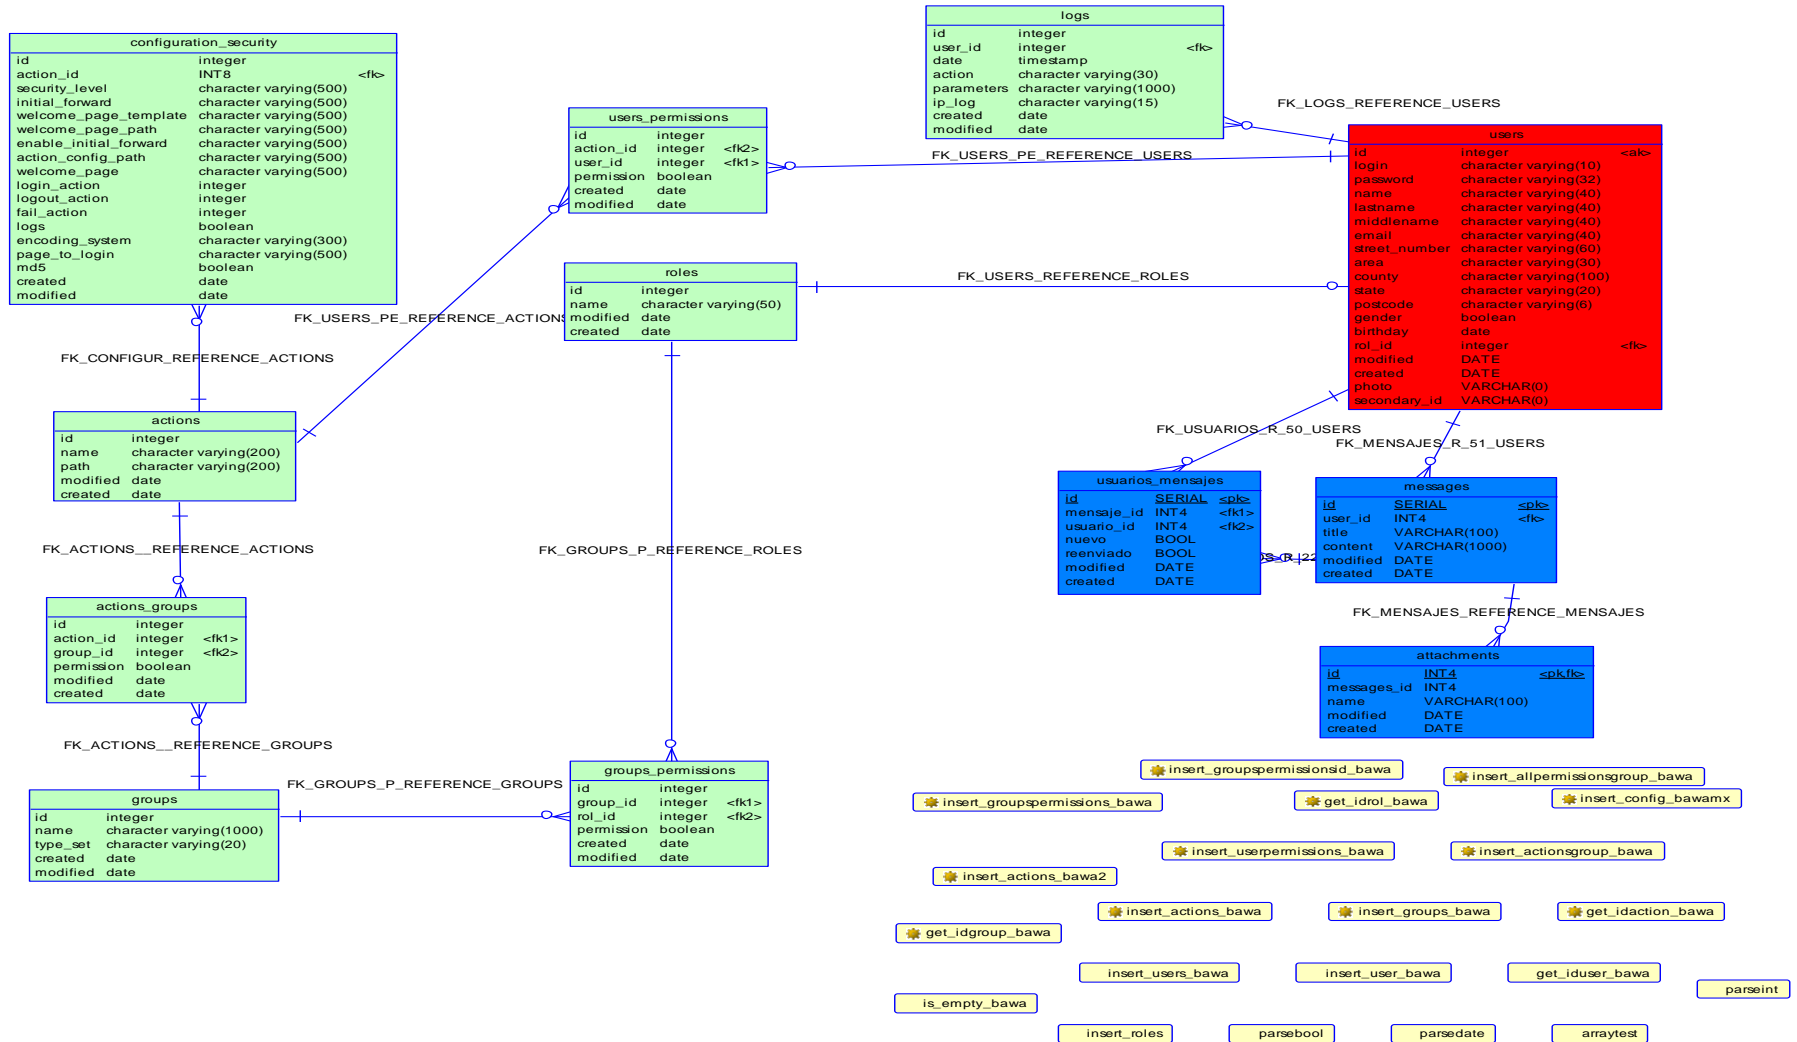 configuration_security
id integer
action_id INT8 <fk>
security_level character varying(500)
initial_forward character varying(500)
welcome_page_template character varying(500)
welcome_page_path character varying(500)
enable_initial_forward character varying(500)
action_config_path character varying(500)
welcome_page character varying(500)
login_action integer
logout_action integer
fail_action integer
logs boolean
encoding_system character varying(300)
page_to_login character varying(500)
md5 boolean
created date
modified date
logs
id integer
user_id integer <fk>
date timestamp
action character varying(30)
parameters character varying(1000)
ip_log character varying(15)
created date
modified date
FK_LOGS_REFERENCE_USERS
users_permissions
id integer
action_id integer <fk2>
user_id integer <fk1>
permission boolean
created date
modified date
FK_USERS_PE_REFERENCE_USERS
users
id integer <ak>
login character varying(10)
password character varying(32)
name character varying(40)
lastname character varying(40)
middlename character varying(40)
email character varying(40)
street_number character varying(60)
area character varying(30)
county character varying(100)
state character varying(20)
postcode character varying(6)
gender boolean
birthday date
rol_id integer <fk>
modified DATE
created DATE
photo VARCHAR(0)
secondary_id VARCHAR(0)
roles
id integer
name character varying(50)
modified date
created date
FK_USERS_REFERENCE_ROLES
FK_USERS_PE_REFERENCE_ACTIONS
FK_CONFIGUR_REFERENCE_ACTIONS
actions
id integer
name character varying(200)
path character varying(200)
modified date
created date
FK_USUARIOS_R_50_USERS
FK_MENSAJES_R_51_USERS
usuarios_mensajes
id SERIAL <pk>
mensaje_id INT4 <fk1>
usuario_id INT4 <fk2>
nuevo BOOL
reenviado BOOL
modified DATE
created DATE
messages
id SERIAL <pk>
user_id INT4 <fk>
title VARCHAR(100)
content VARCHAR(1000)
modified DATE
created DATE
FK_ACTIONS__REFERENCE_ACTIONS
FK_GROUPS_P_REFERENCE_ROLES
FK_MENSAJES_REFERENCE_MENSAJES
actions_groups
id integer
action_id integer <fk1>
group_id integer <fk2>
permission boolean
modified date
created date
attachments
id INT4 <pk,fk>
messages_id INT4
name VARCHAR(100)
modified DATE
created DATE
FK_ACTIONS__REFERENCE_GROUPS
FK_GROUPS_P_REFERENCE_GROUPS
groups
id integer
name character varying(1000)
type_set character varying(20)
created date
modified date
groups_permissions
id integer
group_id integer <fk1>
rol_id integer <fk2>
permission boolean
created date
modified date
insert_groupspermissionsid_bawa
insert_allpermissionsgroup_bawa
insert_groupspermissions_bawa
get_idrol_bawa
insert_config_bawamx
insert_userpermissions_bawa
insert_actionsgroup_bawa
insert_actions_bawa2
insert_actions_bawa
insert_groups_bawa
get_idaction_bawa
get_idgroup_bawa
insert_users_bawa
insert_user_bawa
get_iduser_bawa
parseint
is_empty_bawa
insert_roles
parsebool
parsedate
arraytest